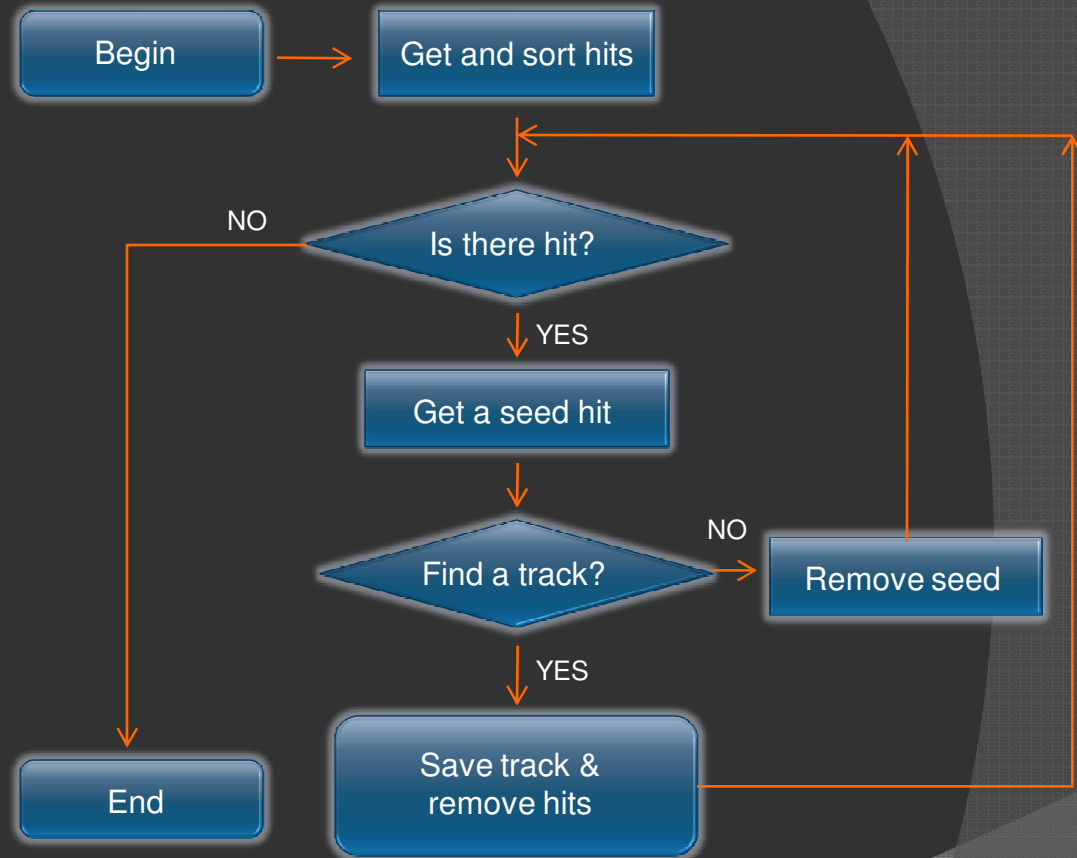 Begin
Get and sort hits
NO
Is there hit?
YES
Get a seed hit
NO
Find a track?
Remove seed
YES
Save track &
remove hits
End